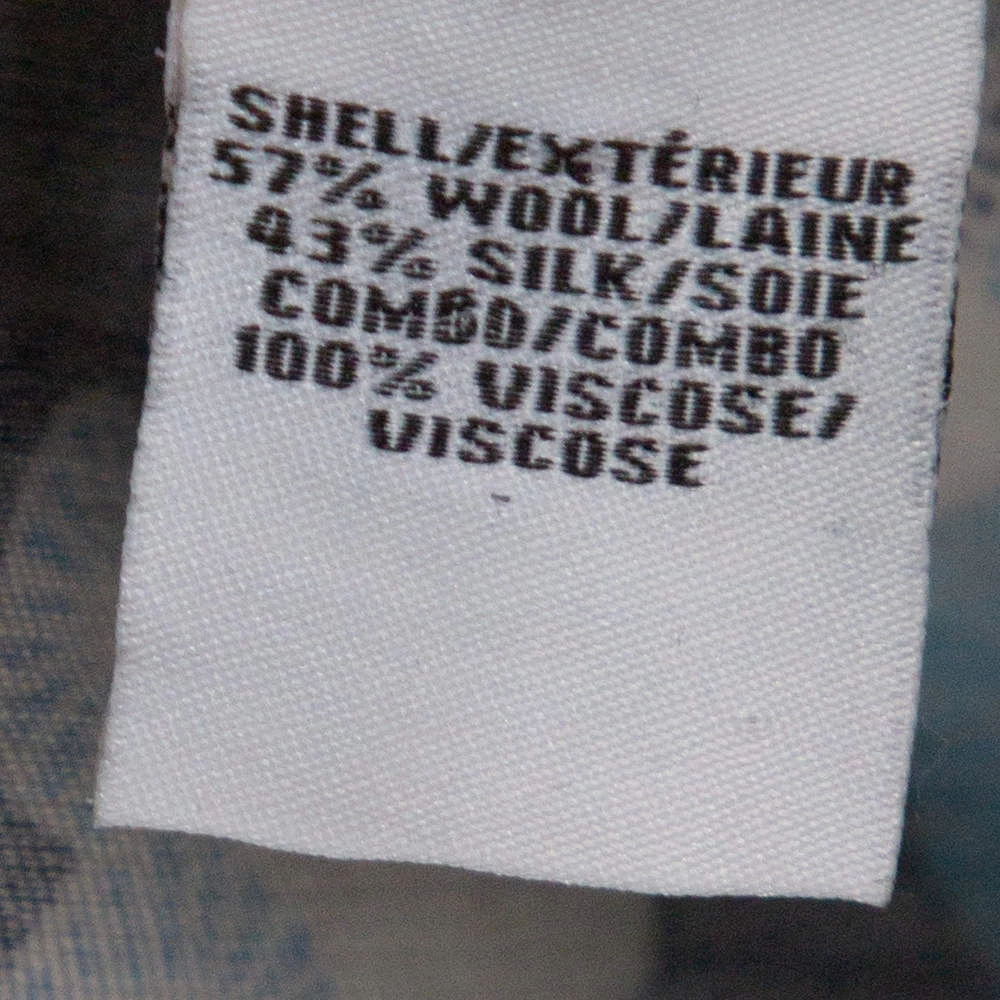 SHELL/EXTÉRIEUR
57% WOOL/LAINE
43% SILK/SOIE
COMBO/COMBO
100% VISCOSE/
VISCOSE